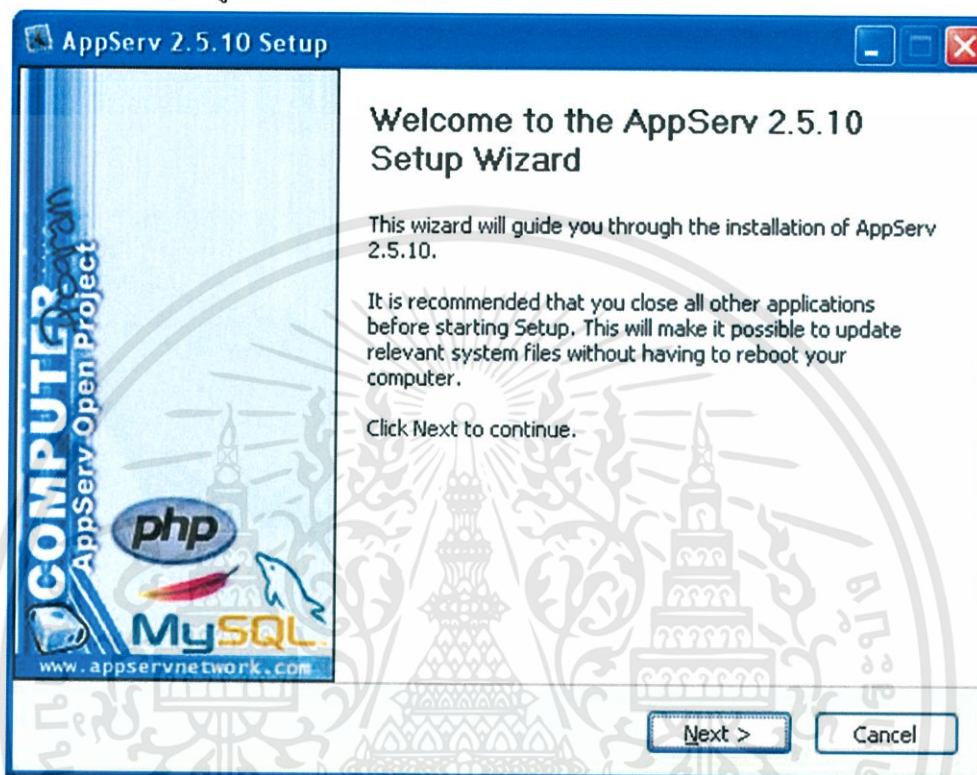 AppServ 2.5.10 Setup
Welcome to the AppServ 2.5.10
Setup Wizard
This wizard will guide you through the installation of AppServ
2.5.10.
It is recommended that you close all other applications
before starting Setup. This will make it possible to update
relevant system files without having to reboot your
computer.
Click Next to continue.
COMPUTER
Program
AppServ Open Project
php
MySQL
www.appservnetwork.com
Next >
Cancel